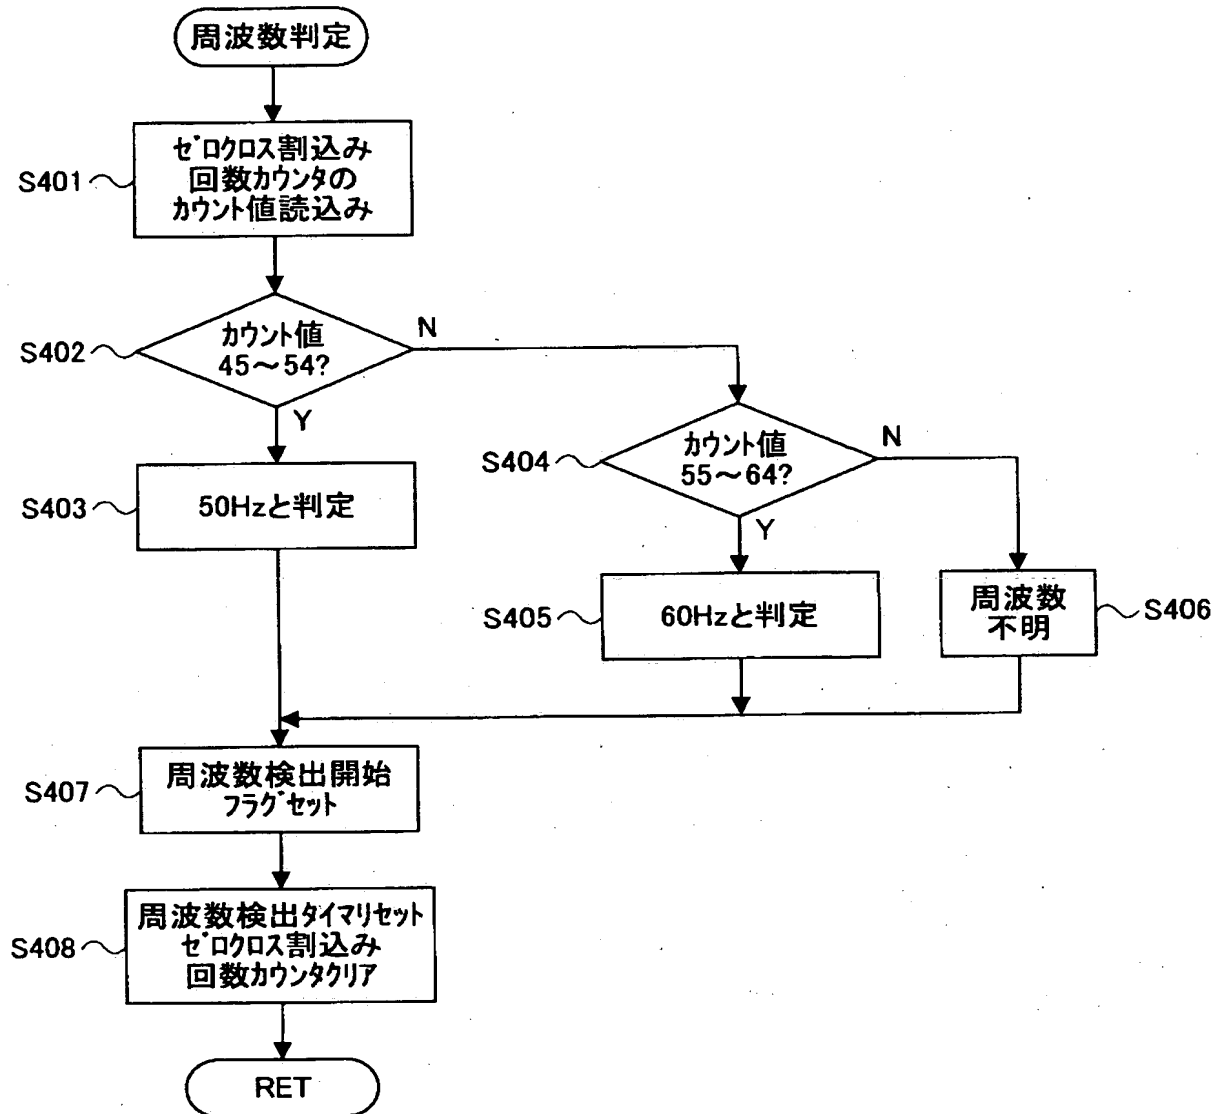 周波数判定
ｾﾞﾛｸﾛｽ割込み
回数ｶｳﾝﾀの
ｶｳﾝﾄ値読込み
S401
ｶｳﾝﾄ値
45～54?
S402
N
Y
50Hzと判定
S403
ｶｳﾝﾄ値
55～64?
S404
N
Y
60Hzと判定
S405
周波数
不明
S406
周波数検出開始
ﾌﾗｸﾞｾｯﾄ
S407
周波数検出ﾀｲﾏﾘｾｯﾄ
ｾﾞﾛｸﾛｽ割込み
回数ｶｳﾝﾀｸﾘｱ
S408
RET